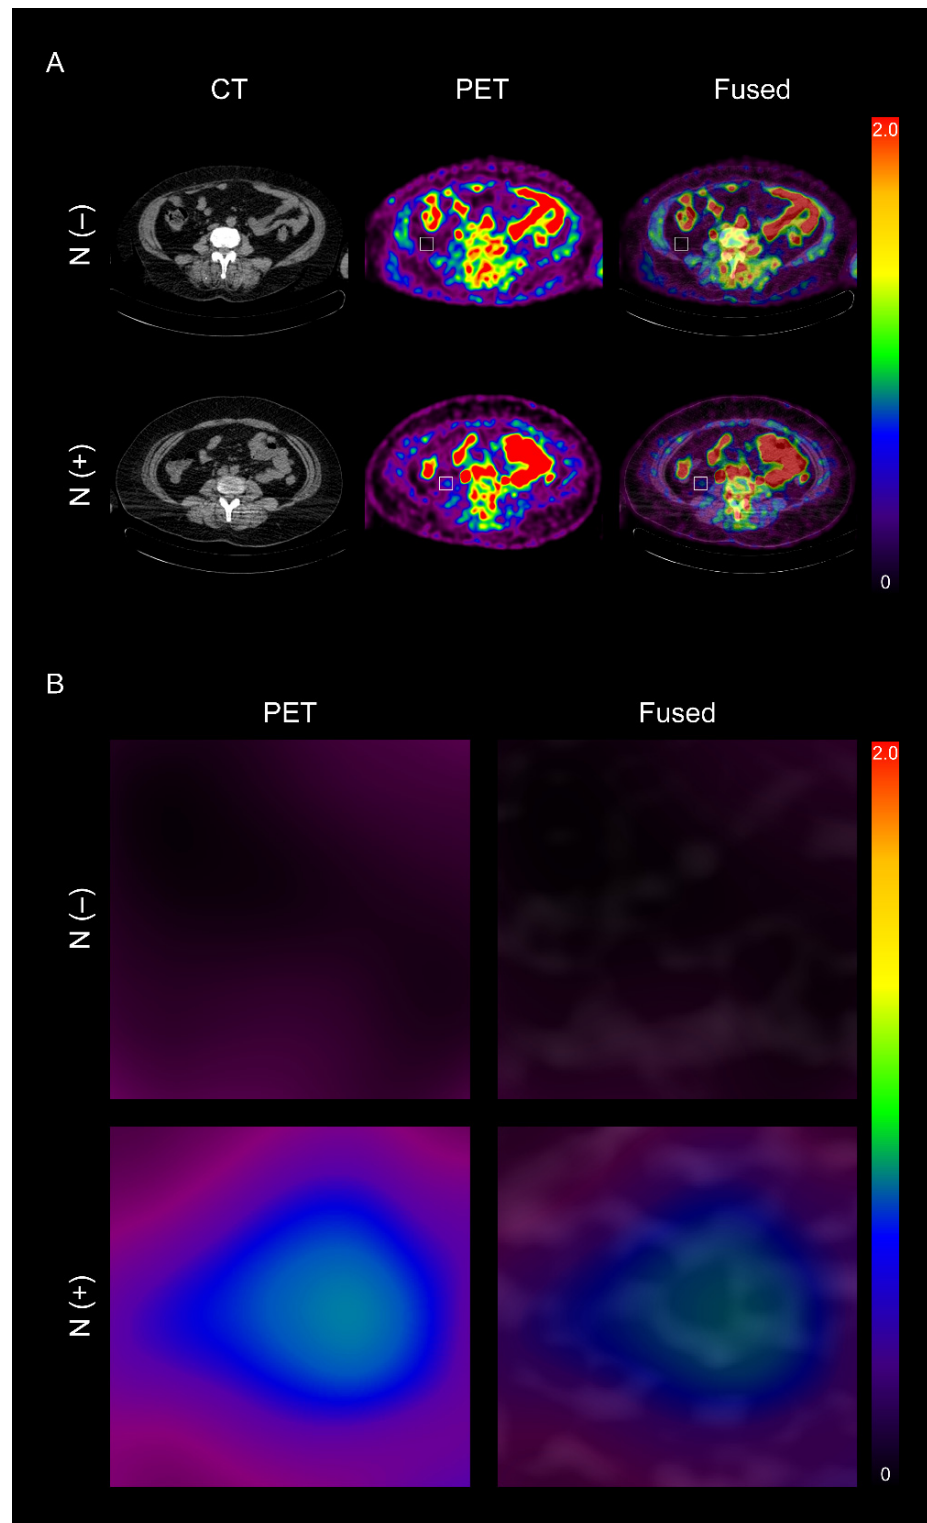 A
CT PET Fused
2.0
N (−)
N (+)
0
B
PET Fused
2.0
N (−)
N (+)
0